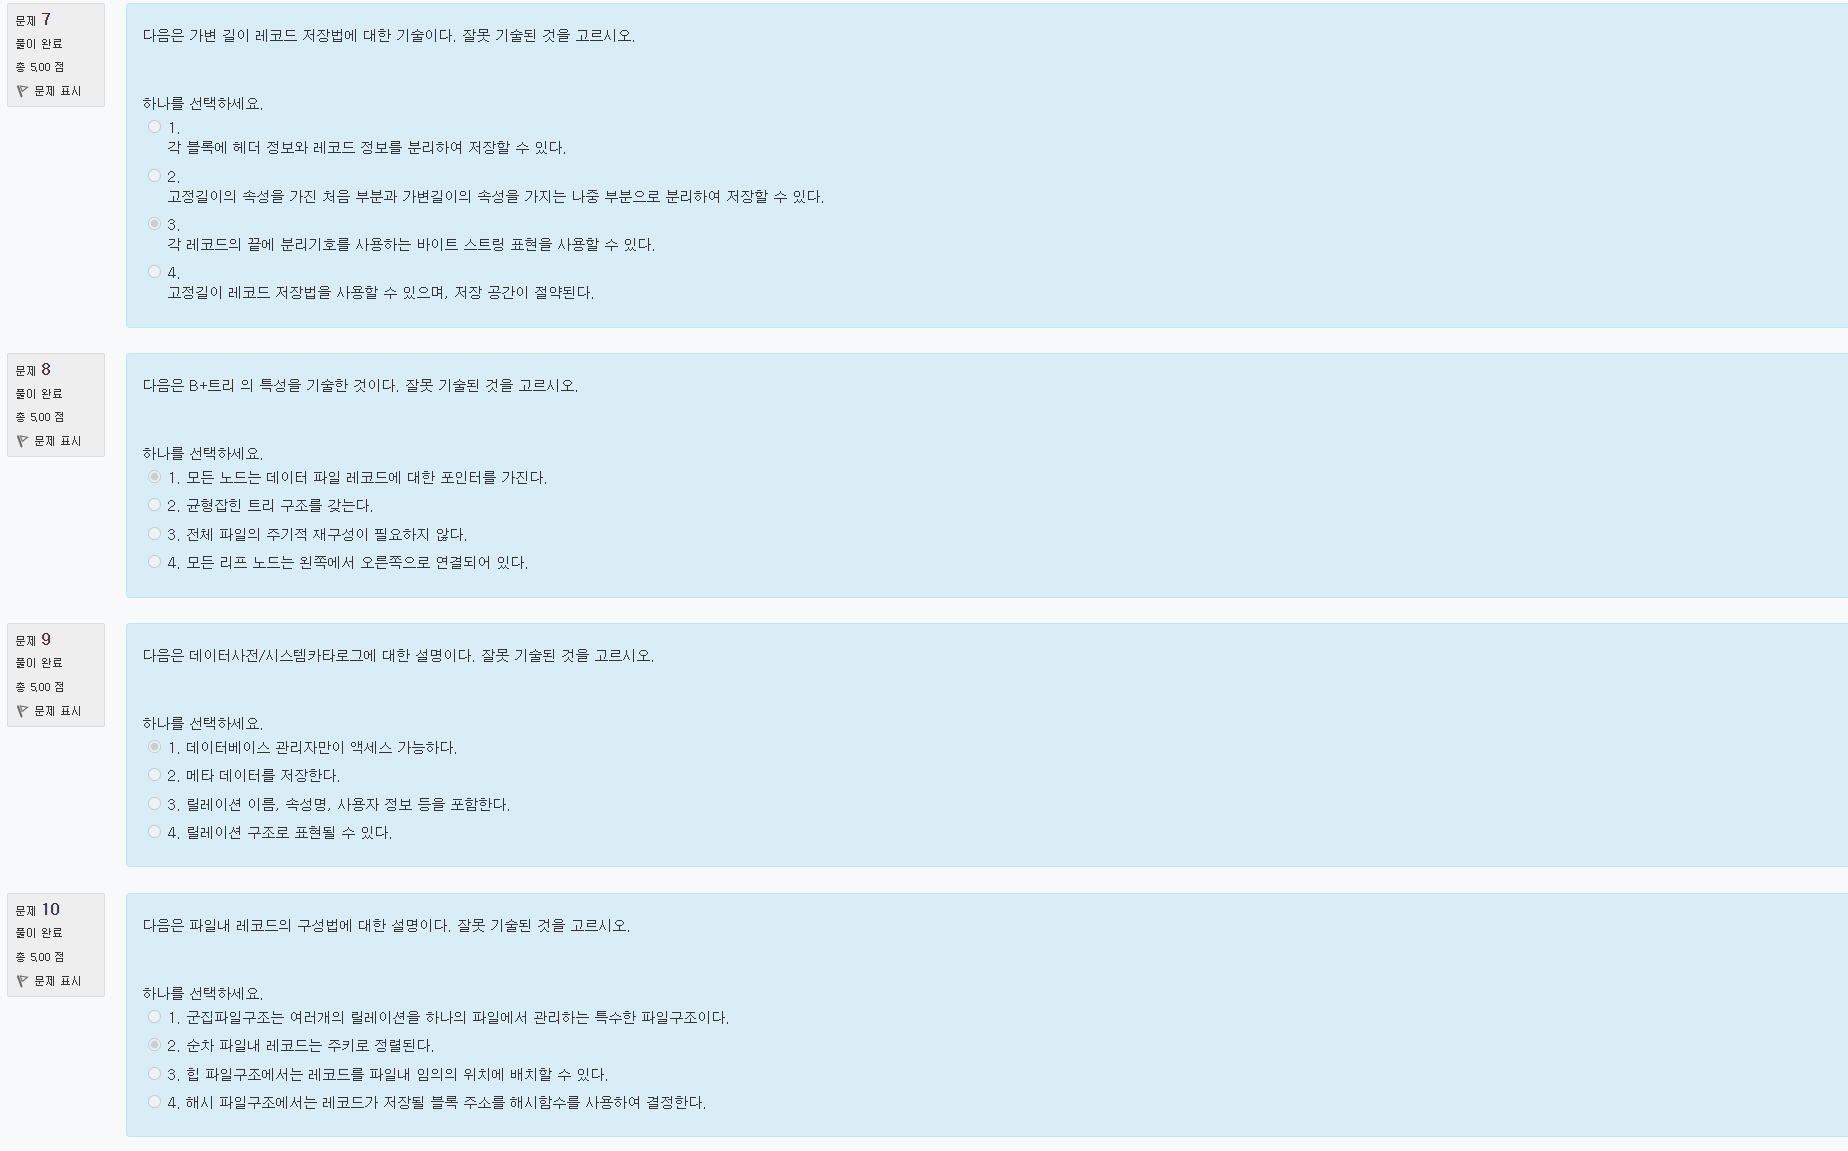 문제 7
풀이 완료
총 5.00 점
문제 표시
다음은 가변 길이 레코드 저장법에 대한 기술이다. 잘못 기술된 것을 고르시오.
하나를 선택하세요.
1.
각 블록에 헤더 정보와 레코드 정보를 분리하여 저장할 수 있다.
2.
고정길이의 속성을 가진 처음 부분과 가변길이의 속성을 가지는 나중 부분으로 분리하여 저장할 수 있다.
3.
각 레코드의 끝에 분리기호를 사용하는 바이트 스트링 표현을 사용할 수 있다.
4.
고정길이 레코드 저장법을 사용할 수 있으며, 저장 공간이 절약된다.
문제 8
풀이 완료
총 5.00 점
문제 표시
다음은 B+트리 의 특성을 기술한 것이다. 잘못 기술된 것을 고르시오.
하나를 선택하세요.
1. 모든 노드는 데이터 파일 레코드에 대한 포인터를 가진다.
2. 균형잡힌 트리 구조를 갖는다.
3. 전체 파일의 주기적 재구성이 필요하지 않다.
4. 모든 리프 노드는 왼쪽에서 오른쪽으로 연결되어 있다.
문제 9
풀이 완료
총 5.00 점
문제 표시
다음은 데이터사전/시스템카타로그에 대한 설명이다. 잘못 기술된 것을 고르시오.
하나를 선택하세요.
1. 데이터베이스 관리자만이 액세스 가능하다.
2. 메타 데이터를 저장한다.
3. 릴레이션 이름, 속성명, 사용자 정보 등을 포함한다.
4. 릴레이션 구조로 표현될 수 있다.
문제 10
풀이 완료
총 5.00 점
문제 표시
다음은 파일내 레코드의 구성법에 대한 설명이다. 잘못 기술된 것을 고르시오.
하나를 선택하세요.
1. 군집파일구조는 여러개의 릴레이션을 하나의 파일에서 관리하는 특수한 파일구조이다.
2. 순차 파일내 레코드는 주키로 정렬된다.
3. 힙 파일구조에서는 레코드를 파일내 임의의 위치에 배치할 수 있다.
4. 해시 파일구조에서는 레코드가 저장될 블록 주소를 해시함수를 사용하여 결정한다.